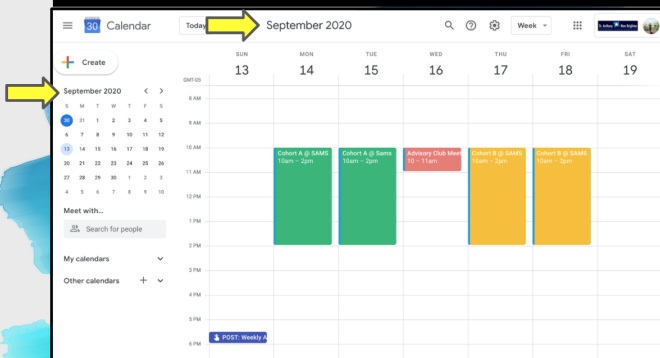 30 Calendar
Today
September 2020
Week
Create
September 2020
S M T W T F S
30 31 1 2 3 4 5
6 7 8 9 10 11 12
13 14 15 16 17 18 19
20 21 22 23 24 25 26
27 28 29 30 1 2 3
4 5 6 7 8 9 10
Meet with...
Search for people
My calendars
Other calendars
SUN MON TUE WED THU FRI SAT
13 14 15 16 17 18 19
8 AM
9 AM
10 AM
11 AM
12 PM
1 PM
2 PM
3 PM
4 PM
5 PM
6 PM
Cohort A @ SAMS
10am – 2pm
Cohort A @ Sams
10am – 2pm
Advisory Club Meet
10 – 11am
Cohort B @ SAMS
10am – 2pm
Cohort B @ SAMS
10am – 2pm
POST: Weekly A